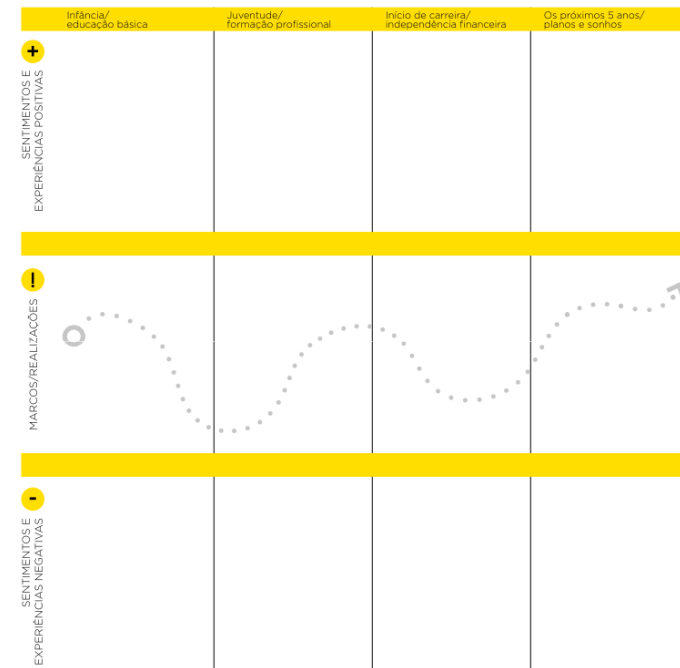 Infância/
educação básica
Juventude/
formação profissional
Início de carreira/
independência financeira
Os próximos 5 anos/
planos e sonhos
+
SENTIMENTOS E
EXPERIÊNCIAS POSITIVAS
!
MARCOS/REALIZAÇÕES
-
SENTIMENTOS E
EXPERIÊNCIAS NEGATIVAS